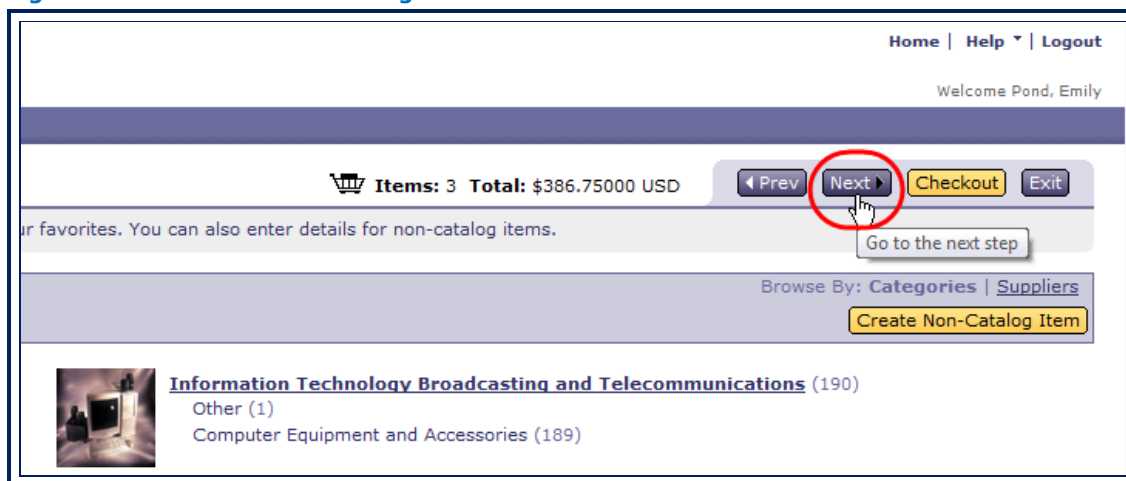 Home | Help | Logout
Welcome Pond, Emily
Items: 3 Total: $386.75000 USD
Prev Next Checkout Exit
favorites. You can also enter details for non-catalog items.
Go to the next step
Browse By: Categories | Suppliers
Create Non-Catalog Item
Information Technology Broadcasting and Telecommunications (190)
Other (1)
Computer Equipment and Accessories (189)